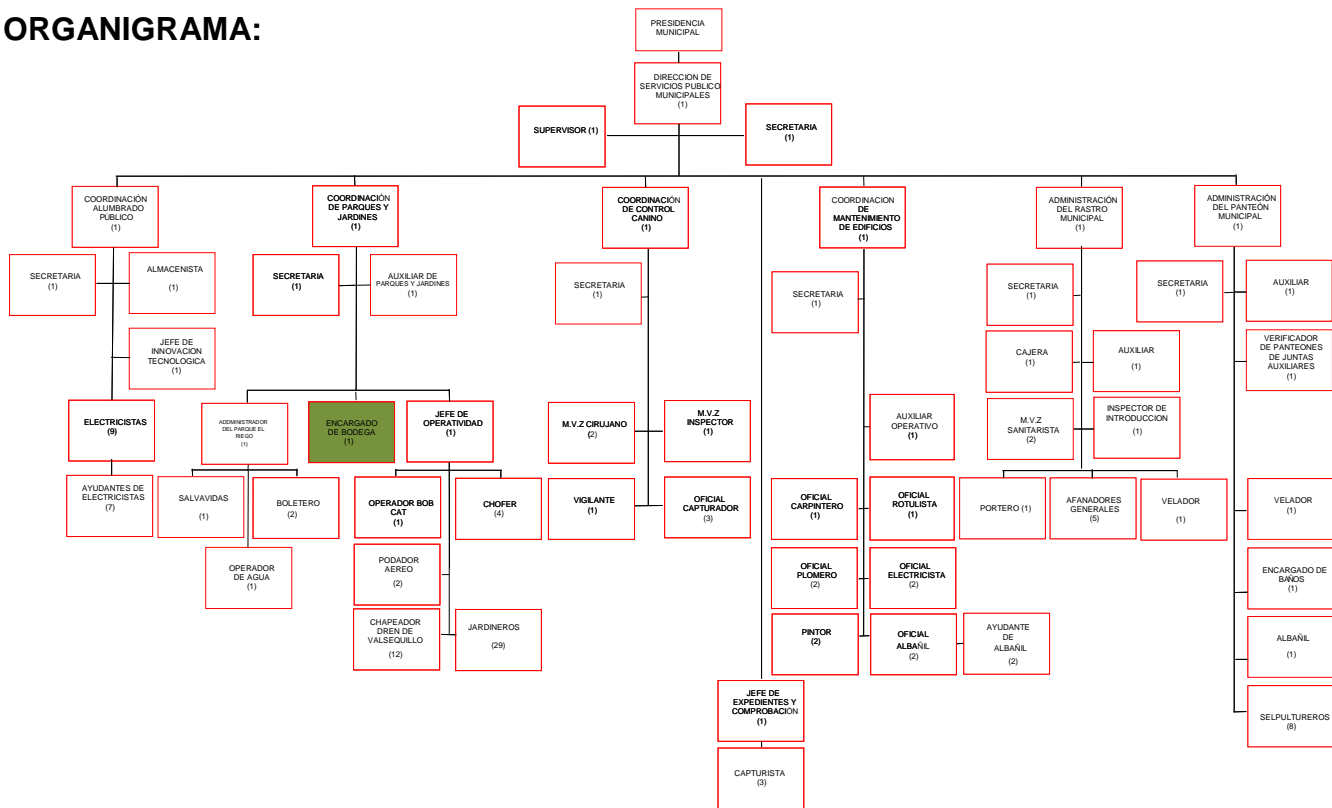 ORGANIGRAMA:
PRESIDENCIA
MUNICIPAL
DIRECCION DE
SERVICIOS PUBLICO
MUNICIPALES
(1)
SUPERVISOR (1)
SECRETARIA
(1)
COORDINACIÓN
ALUMBRADO
PÚBLICO
(1)
SECRETARIA
(1)
ALMACENISTA
(1)
JEFE DE
INNOVACION
TECNOLOGICA
(1)
ELECTRICISTAS
(9)
AYUDANTES DE
ELECTRICISTAS
(7)
COORDINACIÓN
DE PARQUES Y
JARDINES
(1)
SECRETARIA
(1)
AUXILIAR DE
PARQUES Y JARDINES
(1)
ADDMINISTRADOR
DEL PARQUE EL
RIEGO
(1)
SALVAVIDAS
(1)
BOLETERO
(2)
OPERADOR
DE AGUA
(1)
ENCARGADO
DE BODEGA
(1)
JEFE DE
OPERATIVIDAD
(1)
OPERADOR BOB
CAT
(1)
CHOFER
(4)
PODADOR
AEREO
(2)
CHAPEADOR
DREN DE
VALSEQUILLO
(12)
JARDINEROS
(29)
COORDINACIÓN
DE CONTROL
CANINO
(1)
SECRETARIA
(1)
M.V.Z CIRUJANO
(2)
M.V.Z
INSPECTOR
(1)
VIGILANTE
(1)
OFICIAL
CAPTURADOR
(3)
JEFE DE
EXPEDIENTES Y
COMPROBACIÓN
(1)
CAPTURISTA
(3)
COORDINACION
DE
MANTENIMIENTO
DE EDIFICIOS
(1)
SECRETARIA
(1)
AUXILIAR
OPERATIVO
(1)
OFICIAL
CARPINTERO
(1)
OFICIAL
ROTULISTA
(1)
OFICIAL
PLOMERO
(2)
OFICIAL
ELECTRICISTA
(2)
PINTOR
(2)
OFICIAL
ALBAÑIL
(2)
AYUDANTE
DE
ALBAÑIL
(2)
ADMINISTRACIÓN
DEL RASTRO
MUNICIPAL
(1)
SECRETARIA
(1)
CAJERA
(1)
AUXILIAR
(1)
M.V.Z
SANITARISTA
(2)
INSPECTOR DE
INTRODUCCION
(1)
PORTERO (1)
AFANADORES
GENERALES
(5)
VELADOR
(1)
ADMINISTRACIÓN
DEL PANTEÓN
MUNICIPAL
(1)
SECRETARIA
(1)
AUXILIAR
(1)
VERIFICADOR
DE PANTEONES
DE JUNTAS
AUXILIARES
(1)
VELADOR
(1)
ENCARGADO DE
BAÑOS
(1)
ALBAÑIL
(1)
SELPULTUREROS
(8)